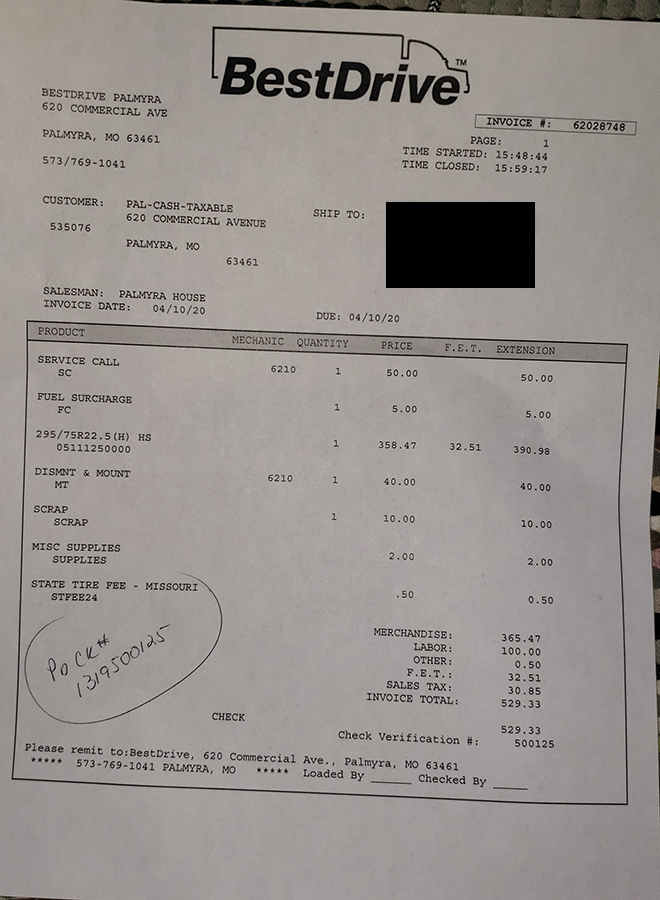 BestDrive™
BESTDRIVE PALMYRA
620 COMMERCIAL AVE
PALMYRA, MO 63461
573/769-1041
INVOICE #: 62028748
PAGE: 1
TIME STARTED: 15:48:44
TIME CLOSED: 15:59:17
CUSTOMER: PAL-CASH-TAXABLE
535076 620 COMMERCIAL AVENUE
PALMYRA, MO
63461
SHIP TO:
SALESMAN: PALMYRA HOUSE
INVOICE DATE: 04/10/20
DUE: 04/10/20
PRODUCT MECHANIC QUANTITY PRICE F.E.T. EXTENSION
SERVICE CALL 6210 1 50.00 50.00
SC
FUEL SURCHARGE 1 5.00 5.00
FC
295/75R22.5(H) HS 1 358.47 32.51 390.98
05111250000
DISMNT & MOUNT 6210 1 40.00 40.00
MT
SCRAP 1 10.00 10.00
SCRAP
MISC SUPPLIES 2.00 2.00
SUPPLIES
STATE TIRE FEE - MISSOURI .50 0.50
STFEE24
MERCHANDISE: 365.47
LABOR: 100.00
OTHER: 0.50
F.E.T.: 32.51
SALES TAX: 30.85
INVOICE TOTAL: 529.33
PD CK#
1319500125
CHECK 529.33
Check Verification #: 500125
Please remit to:BestDrive, 620 Commercial Ave., Palmyra, MO 63461
***** 573-769-1041 PALMYRA, MO ***** Loaded By ______ Checked By _____